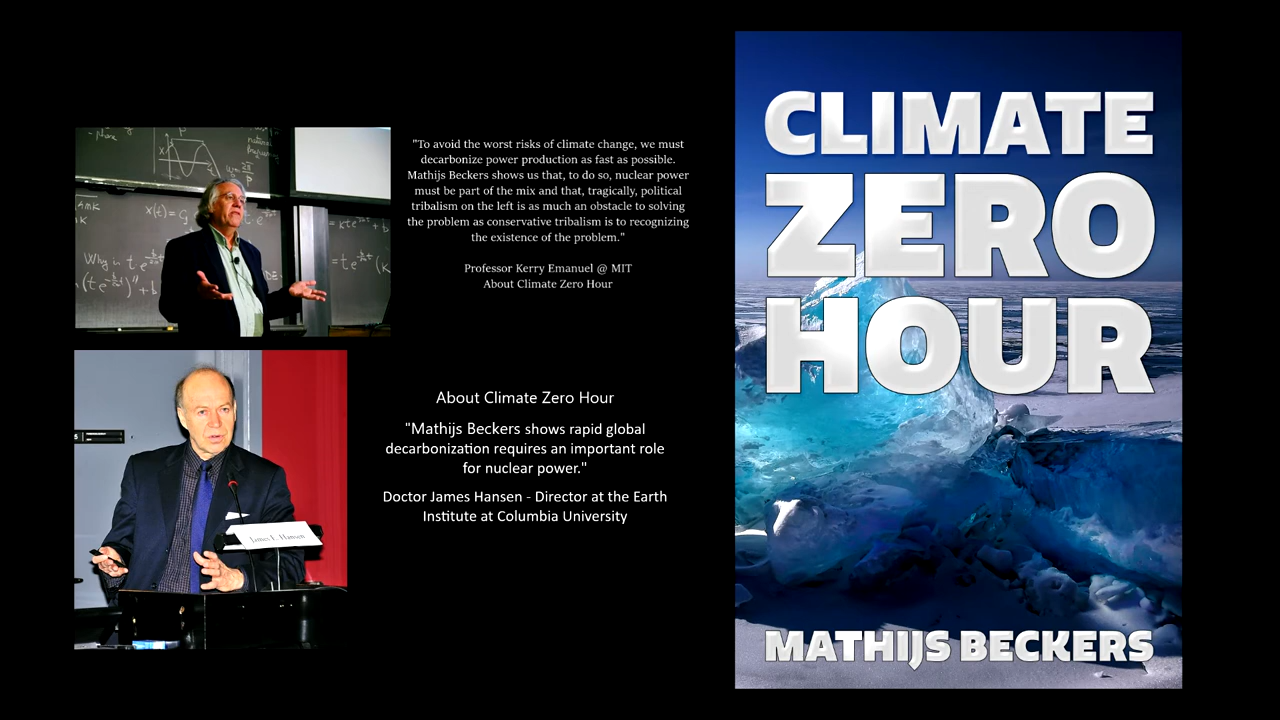 "To avoid the worst risks of climate change, we must
decarbonize power production as fast as possible.
Mathijs Beckers shows us that, to do so, nuclear power
must be part of the mix and that, tragically, political
tribalism on the left is as much an obstacle to solving
the problem as conservative tribalism is to recognizing
the existence of the problem."
Professor Kerry Emanuel @ MIT
About Climate Zero Hour
James E. Hansen
About Climate Zero Hour
"Mathijs Beckers shows rapid global
decarbonization requires an important role
for nuclear power."
Doctor James Hansen - Director at the Earth
Institute at Columbia University
CLIMATE
ZERO
HOUR
MATHIJS BECKERS